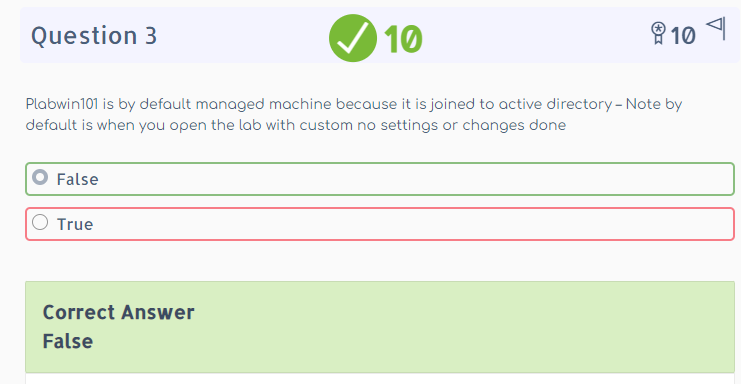 Question 3
10
10
Plabwin101 is by default managed machine because it is joined to active directory – Note by
default is when you open the lab with custom no settings or changes done
False
True
Correct Answer
False